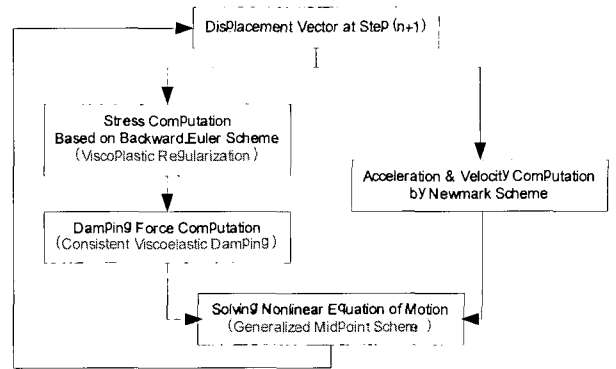 Displacement Vector at Step (n+1)
Stress Computation
Based on Backward Euler Scheme
(Viscoplastic Regularization)
Acceleration & Velocity Computation
by Newmark Scheme
Damping Force Computation
(Consistent Viscoelastic Damping)
Solving Nonlinear Equation of Motion
(Generalized MidPoint Scheme)